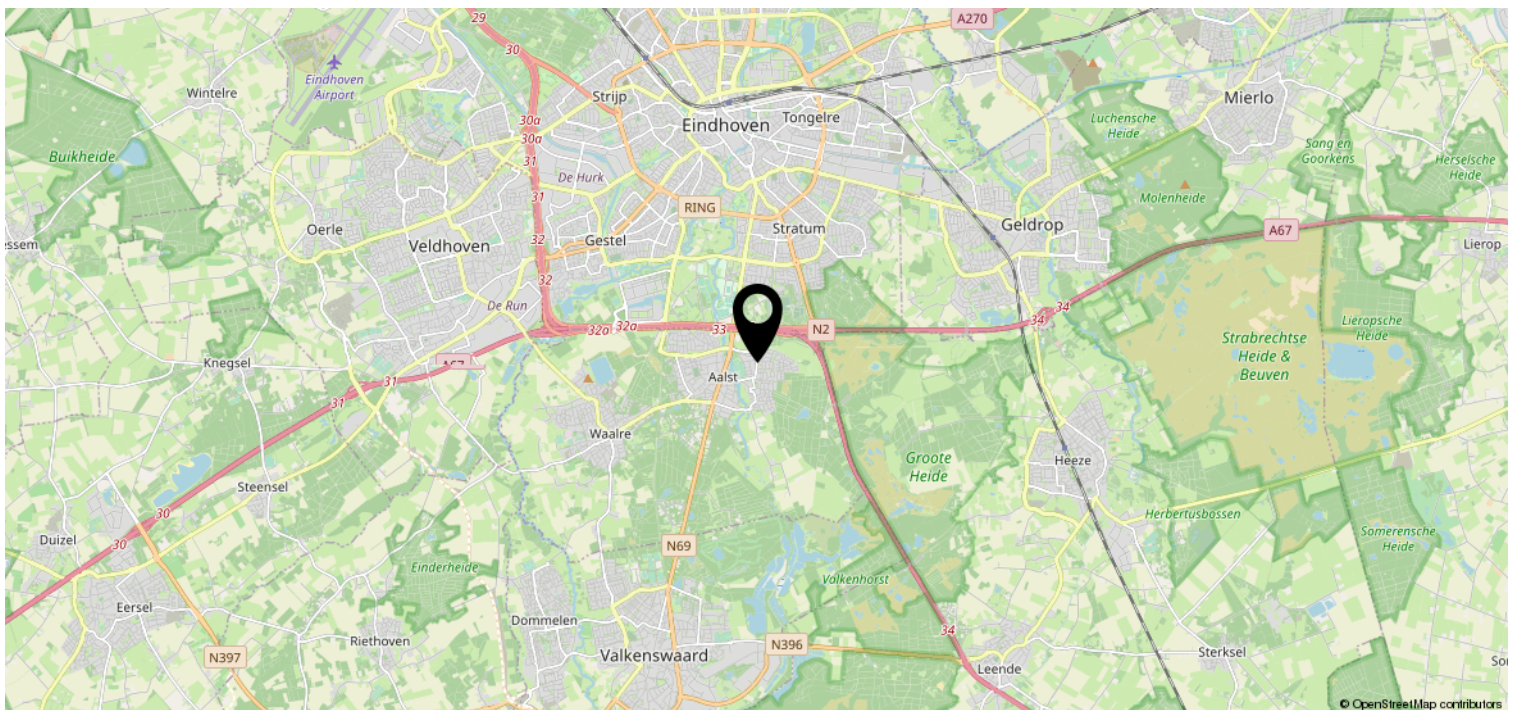 29
A270
30
Eindhoven
Airport
Wintelre
Strijp
Mierlo
Eindhoven
Tongelre
Luchensche
Heide
30a
30a
Buikheide
31
Sang en
Goorkens
Herselsche
Heide
De Hurk
31
Molenheide
RING
Oerle
Stratum
Geldrop
A67
Veldhoven
32
Gestel
Lierop
32
De Run
34
34
32a
32a
33
N2
Lieropsche
Heide
Strabrechtse
Heide &
Beuven
Knegsel
A67
31
Aalst
31
Waalre
Groote
Heide
Heeze
Steensel
30
Herbertusbossen
30
Duizel
N69
Somerensche
Heide
Einderheide
Valkenhorst
Eersel
Dommelen
Riethoven
34
N397
Valkenswaard
N396
Leende
Sterksel
© OpenStreetMap contributors